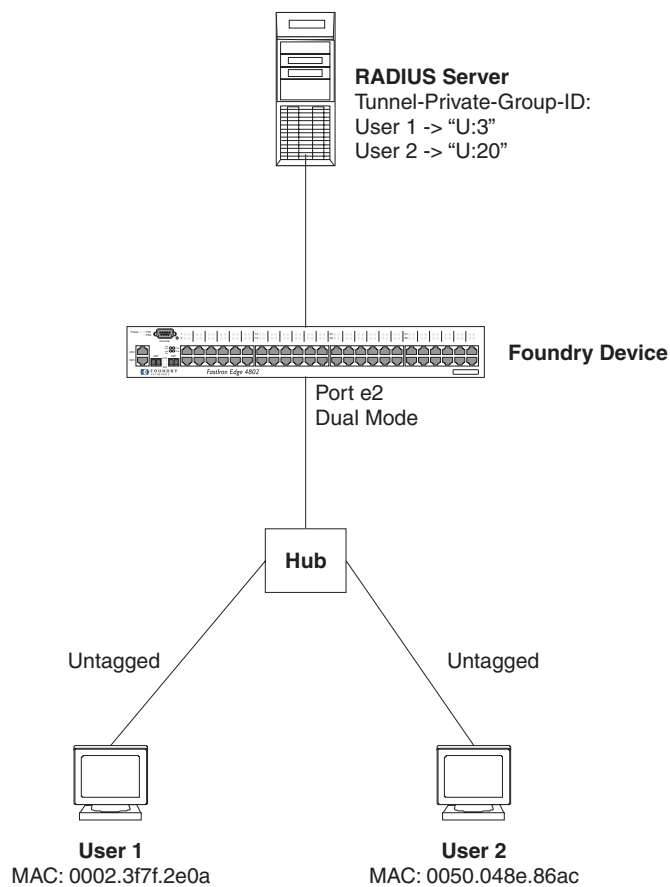 RADIUS Server
Tunnel-Private-Group-ID:
User 1 -> “U:3”
User 2 -> “U:20”
FOUNDRY
FastIron Edge 4802
Foundry Device
Port e2
Dual Mode
Hub
Untagged
Untagged
User 1
MAC: 0002.3f7f.2e0a
User 2
MAC: 0050.048e.86ac